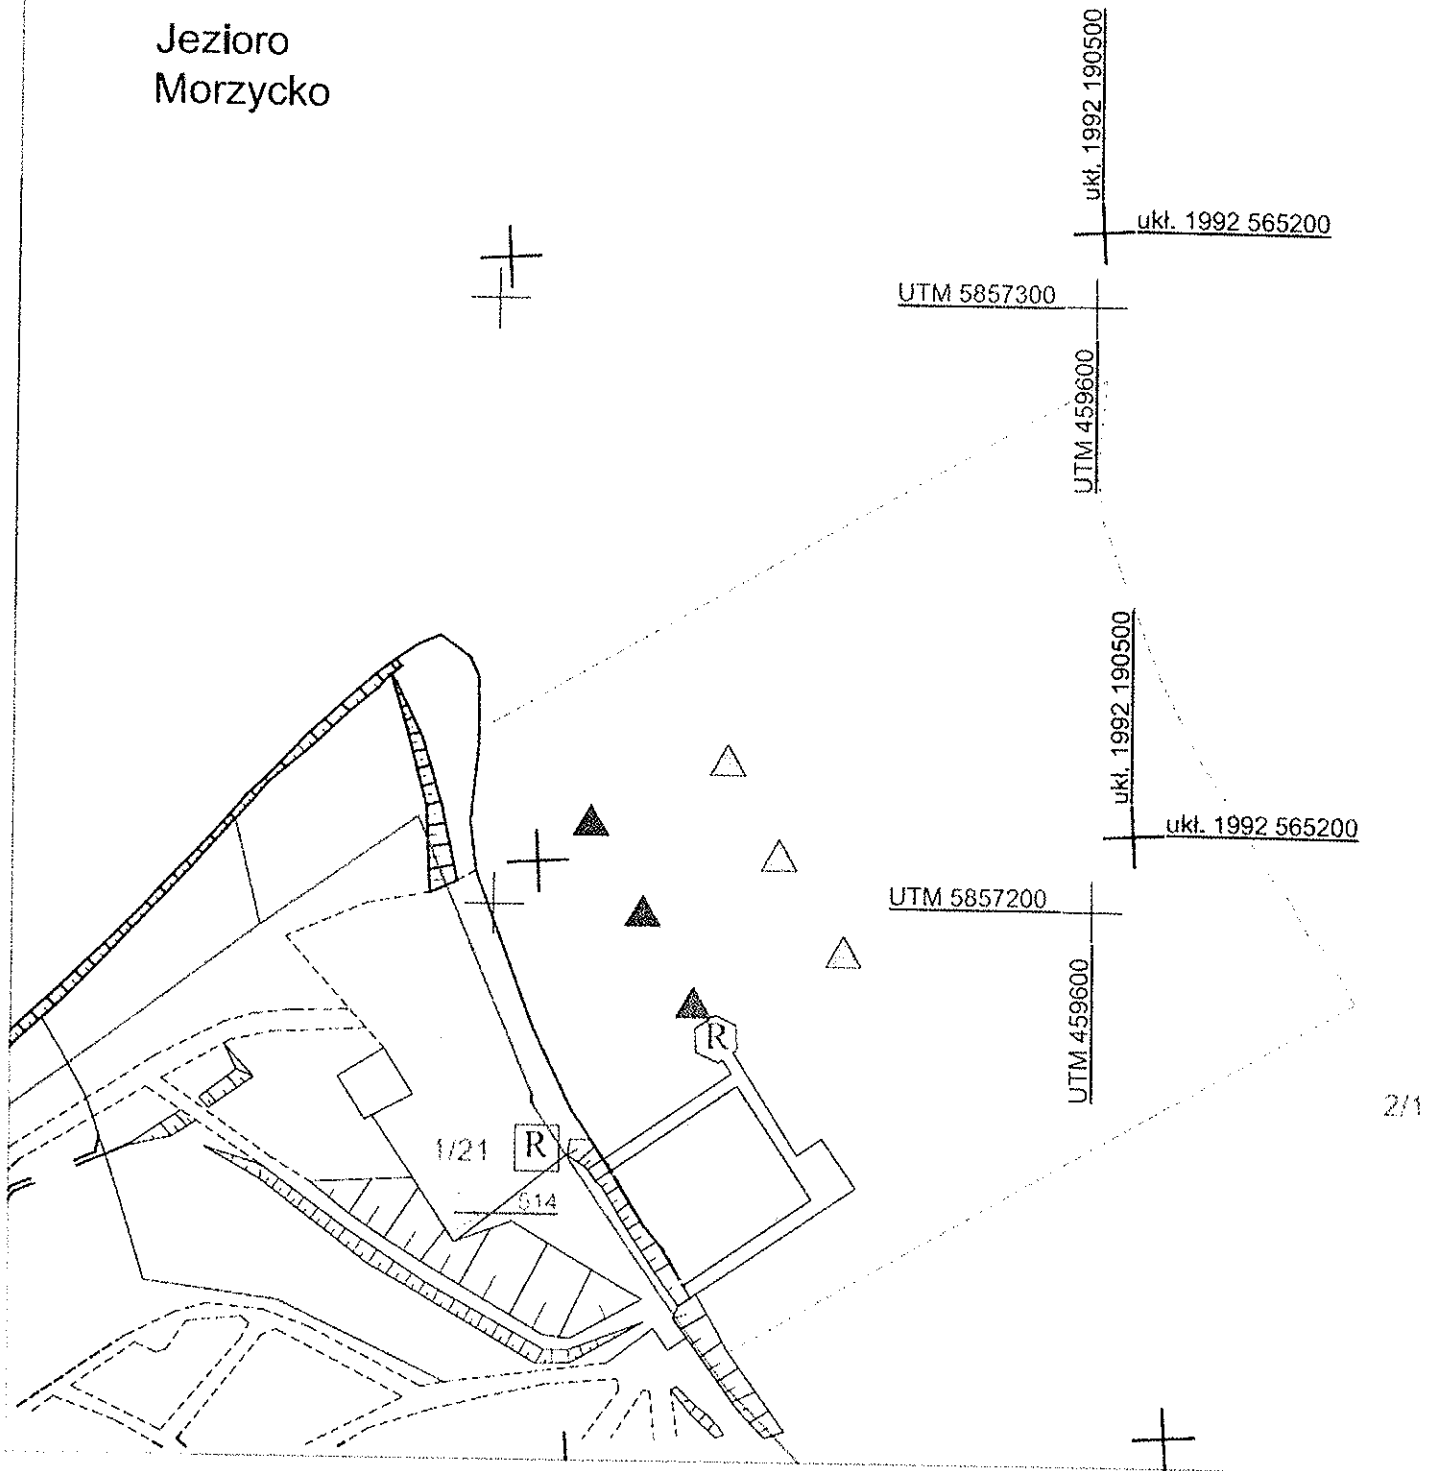 Jezioro
Morzycko
ukł. 1992 190500
ukł. 1992 565200
UTM 5857300
UTM 459600
ukł. 1992 190500
ukł. 1992 565200
UTM 5857200
UTM 459600
2/1
R
1/21
R
514